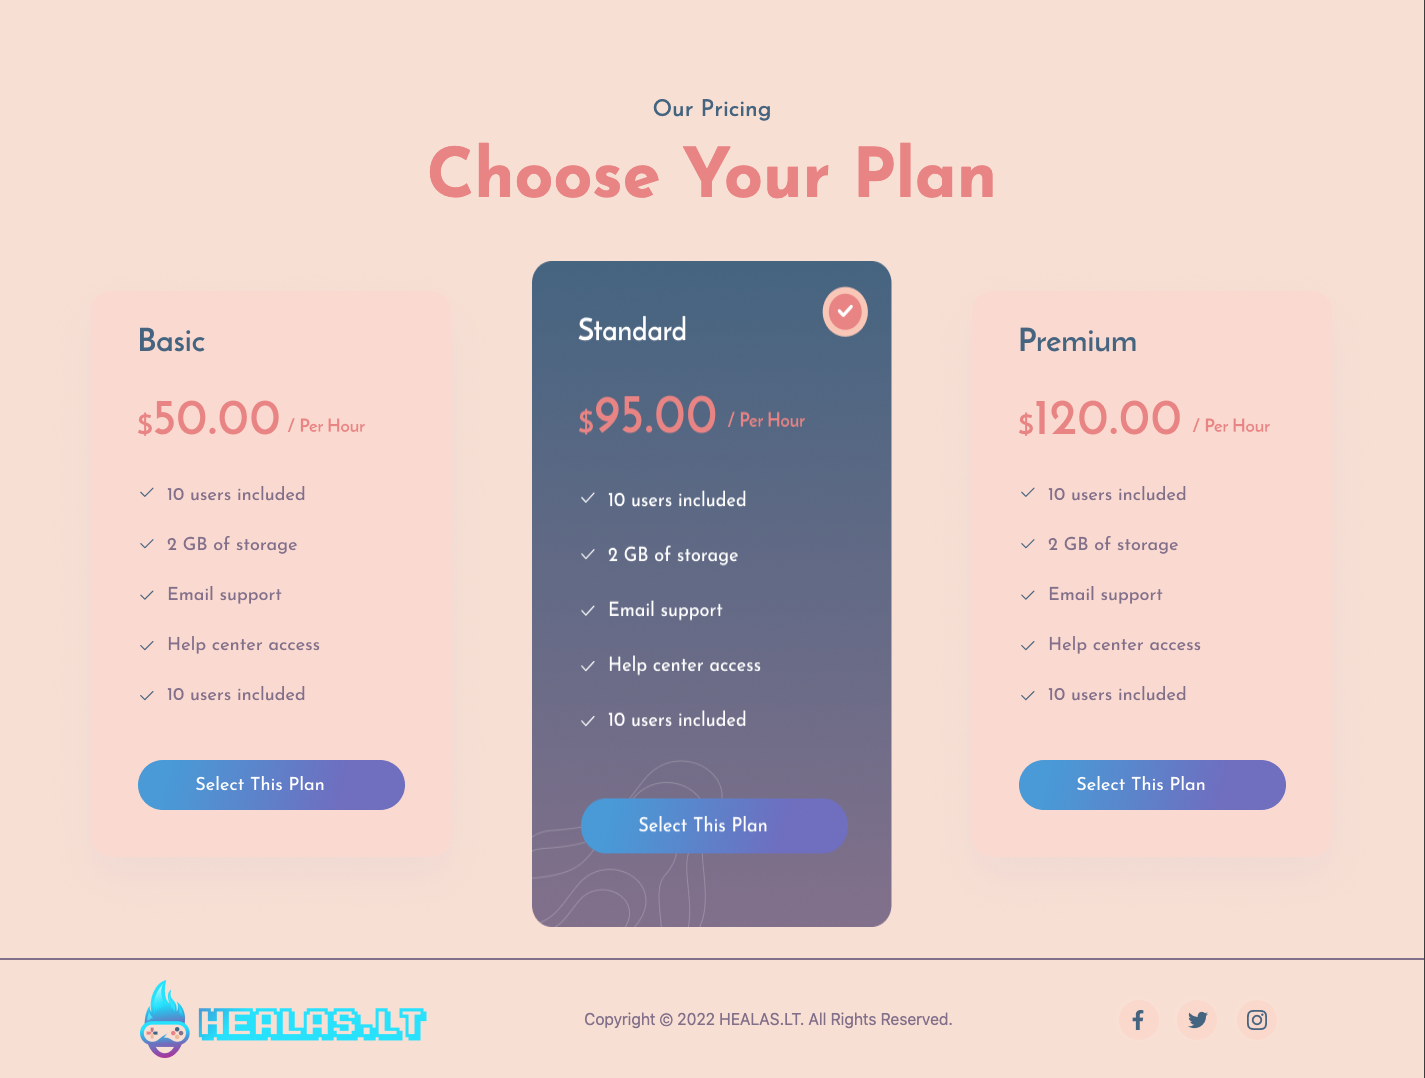 Our Pricing
Choose Your Plan
Basic
$50.00 / Per Hour
10 users included
2 GB of storage
Email support
Help center access
10 users included
Select This Plan
Standard
$95.00 / Per Hour
10 users included
2 GB of storage
Email support
Help center access
10 users included
Select This Plan
Premium
$120.00 / Per Hour
10 users included
2 GB of storage
Email support
Help center access
10 users included
Select This Plan
HEALAS.LT
Copyright © 2022 HEALAS.LT. All Rights Reserved.